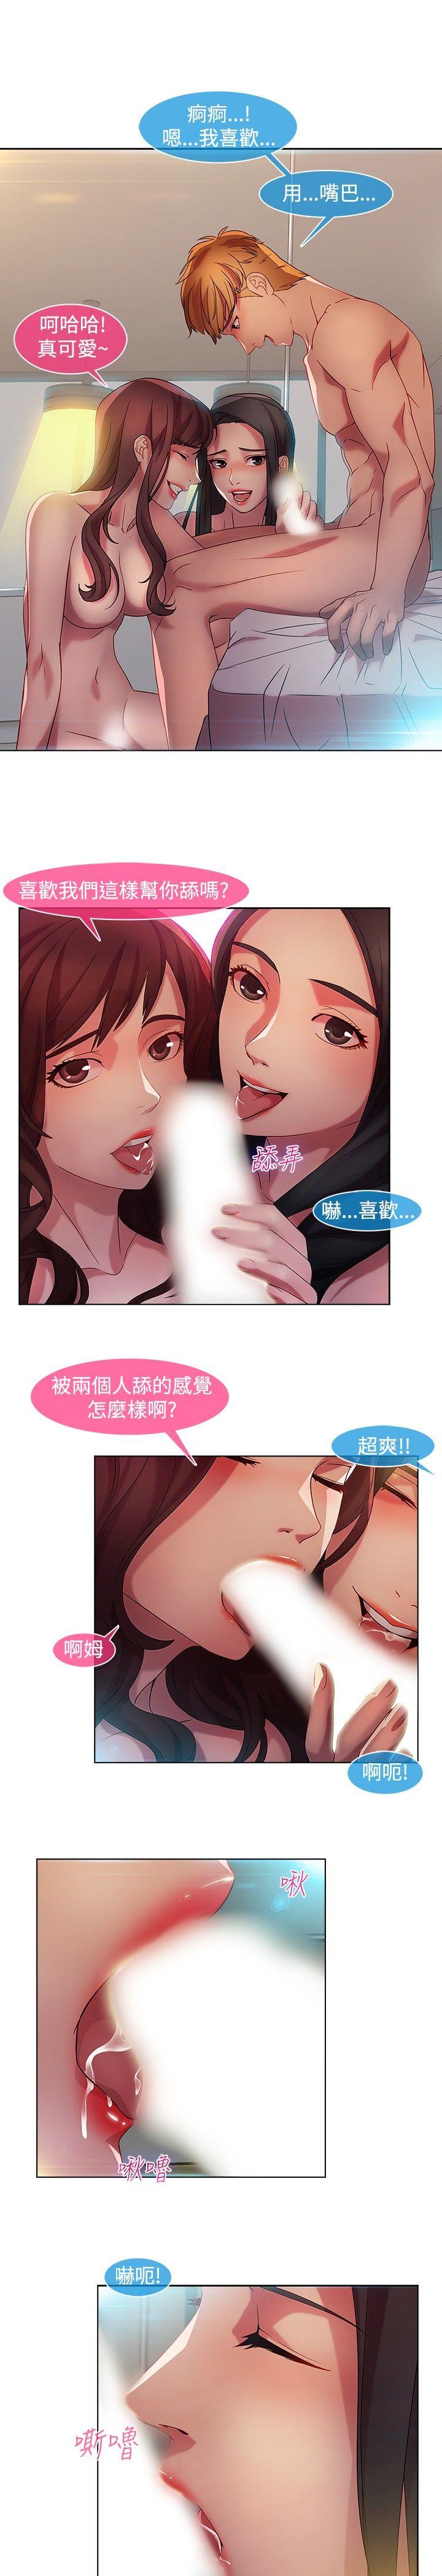 痾痾...!
嗯...我喜歡...
用...嘴巴...
呵哈哈!
真可愛~
喜歡我們這樣幫你舔嗎?
舔弄
嚇...喜歡...
被兩個人舔的感覺
怎麼樣啊?
超爽!!
啊姆
啊呃!
啾
啾嚕
嚇呃!
嘶嚕